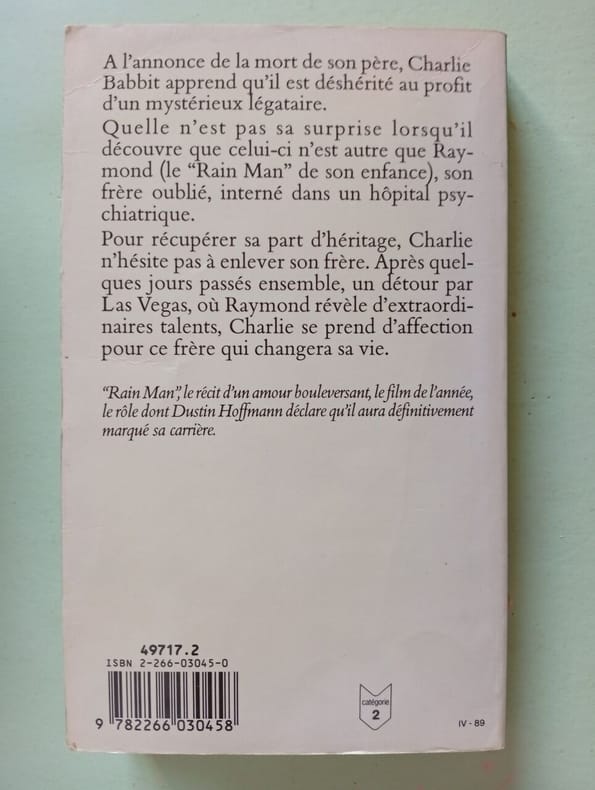 A l'annonce de la mort de son père, Charlie
Babbit apprend qu'il est déshérité au profit
d'un mystérieux légataire.
Quelle n'est pas sa surprise lorsqu'il
découvre que celui-ci n'est autre que Ray-
mond (le “Rain Man” de son enfance), son
frère oublié, interné dans un hôpital psy-
chiatrique.
Pour récupérer sa part d'héritage, Charlie
n'hésite pas à enlever son frère. Après quel-
ques jours passés ensemble, un détour par
Las Vegas, où Raymond révèle d'extraordi-
naires talents, Charlie se prend d'affection
pour ce frère qui changera sa vie.
“Rain Man”, le récit d'un amour bouleversant, le film de l'année,
le rôle dont Dustin Hoffmann déclare qu'il aura définitivement
marqué sa carrière.
49717.2
ISBN 2-266-03045-0
9 782266 030458
catégorie
2
IV - 89